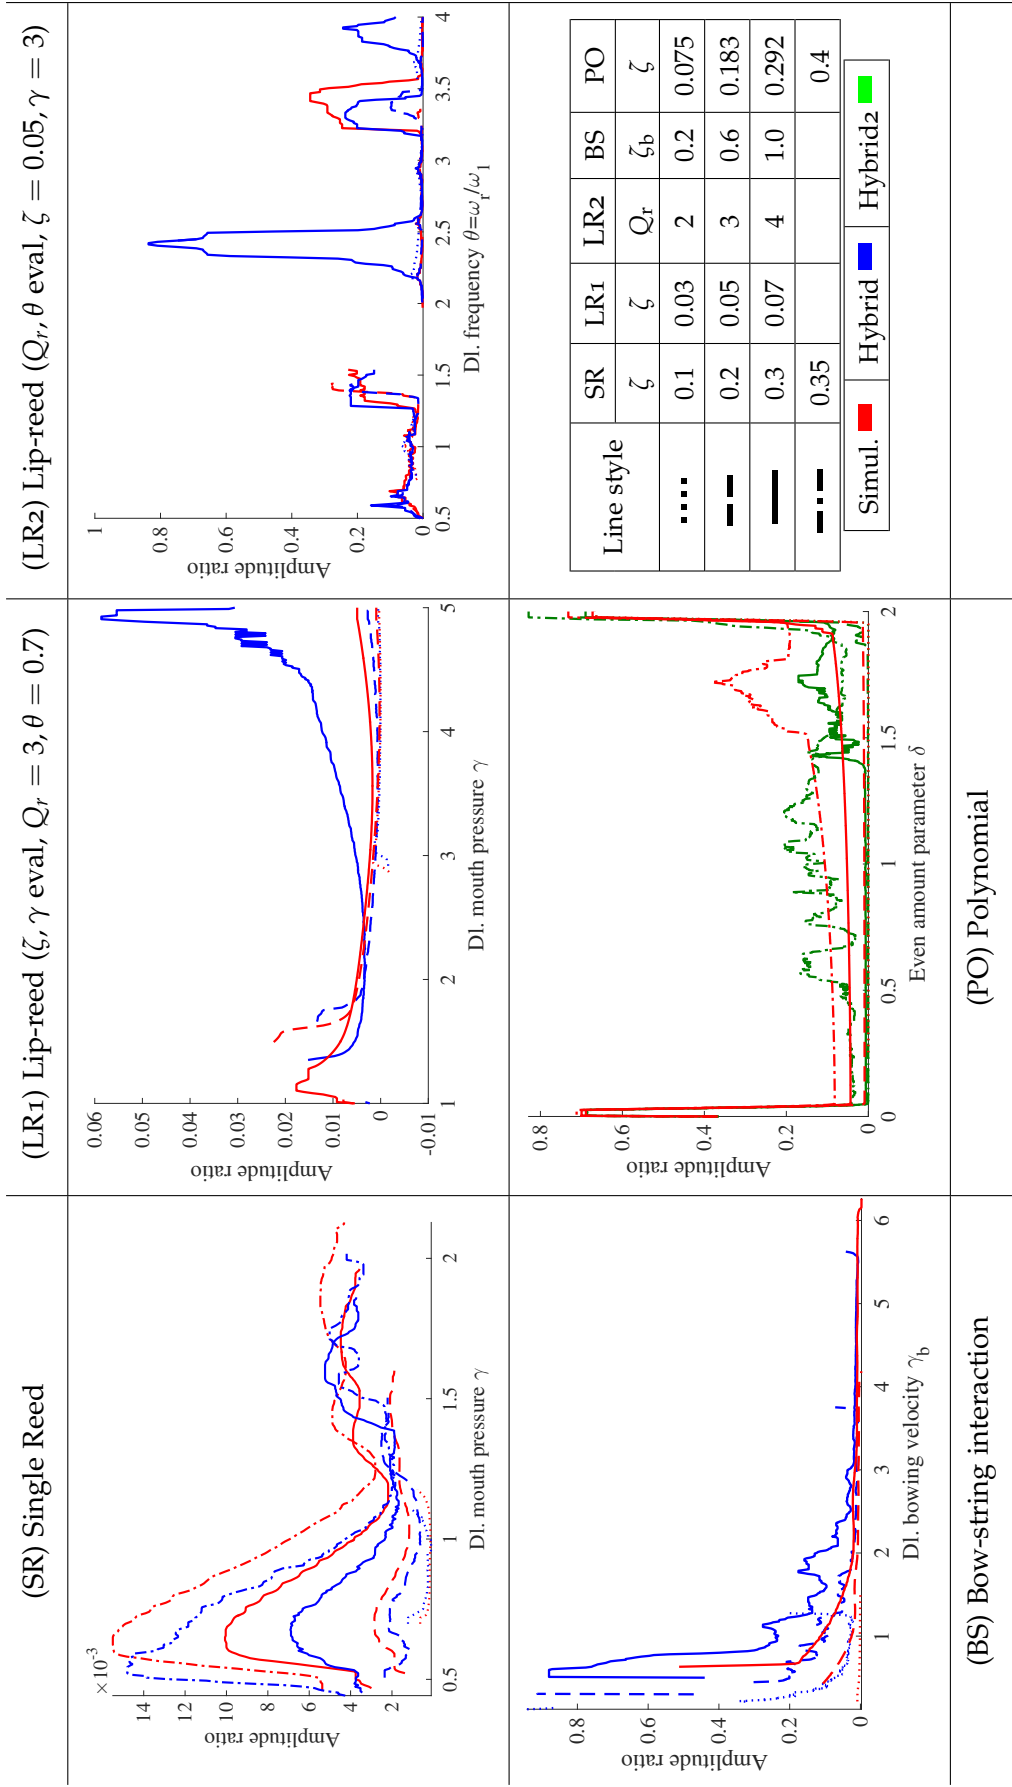 (SR) Single Reed
(LR1) Lip-reed (ζ, γ eval, Q_r = 3, θ = 0.7)
(LR2) Lip-reed (Q_r, θ eval, ζ = 0.05, γ = 3)
×10⁻³
14
12
10
8
6
4
2
Amplitude ratio
0.5
1
1.5
2
Dl. mouth pressure γ
0.06
0.05
0.04
0.03
0.02
0.01
0
-0.01
Amplitude ratio
1
2
3
4
5
Dl. mouth pressure γ
1
0.8
0.6
0.4
0.2
0
Amplitude ratio
0.5
1
1.5
2
2.5
3
3.5
4
Dl. frequency θ=ω_r/ω_1
0.8
0.6
0.4
0.2
0
Amplitude ratio
1
2
3
4
5
6
Dl. bowing velocity γ_b
0.8
0.6
0.4
0.2
0
Amplitude ratio
0
0.5
1
1.5
2
Even amount parameter δ
Line style SR LR1 LR2 BS PO
ζ ζ Q_r ζ_b ζ
0.1 0.03 2 0.2 0.075
0.2 0.05 3 0.6 0.183
0.3 0.07 4 1.0 0.292
0.35 0.4
Simul. Hybrid Hybrid2
(BS) Bow-string interaction
(PO) Polynomial